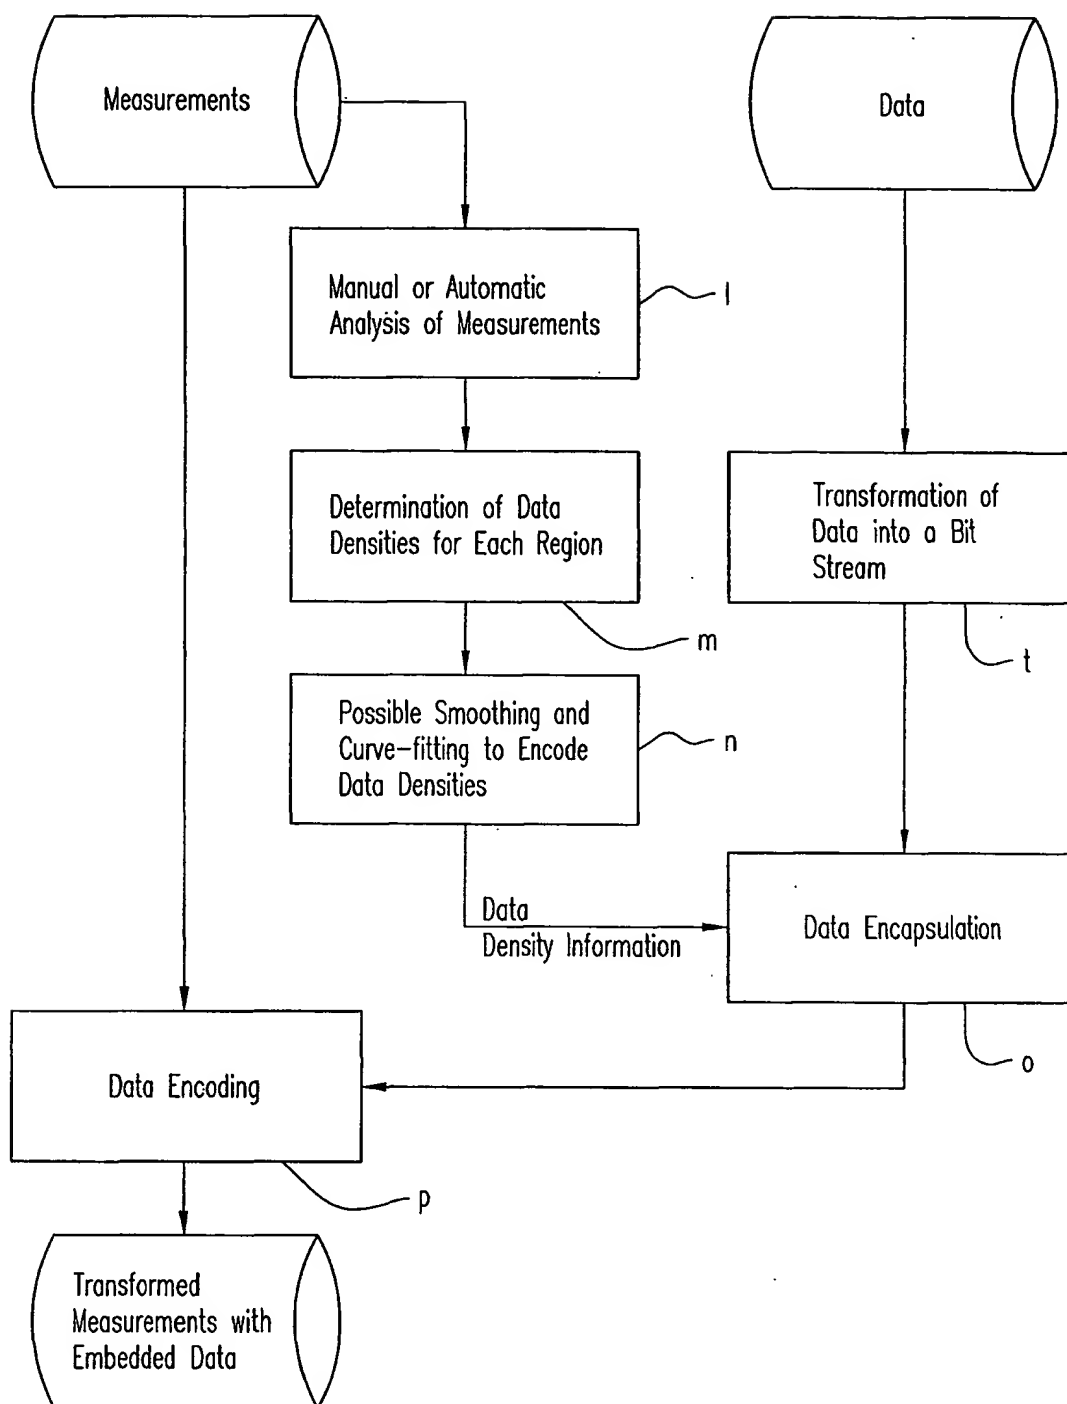 Measurements
Data
Manual or Automatic
Analysis of Measurements
l
Determination of Data
Densities for Each Region
m
Transformation of
Data into a Bit
Stream
t
Possible Smoothing and
Curve-fitting to Encode
Data Densities
n
Data
Density Information
Data Encapsulation
o
Data Encoding
p
Transformed
Measurements with
Embedded Data